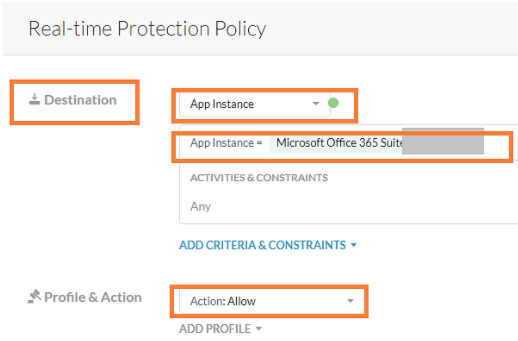 Real-time Protection Policy
Destination
App Instance
App Instance = Microsoft Office 365 Suite
ACTIVITIES & CONSTRAINTS
Any
ADD CRITERIA & CONSTRAINTS
Profile & Action
Action: Allow
ADD PROFILE